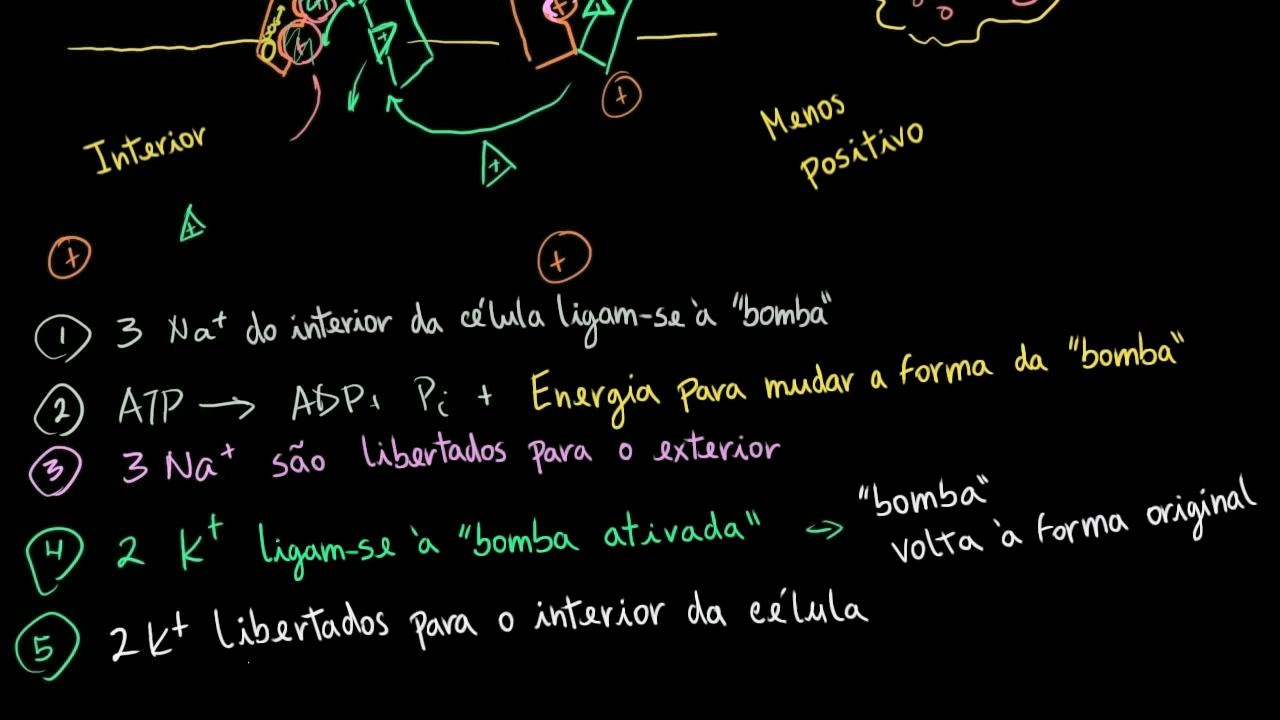 Interior
Menos
positivo
1 3 Na+ do interior da célula ligam-se à "bomba"
2 ATP → ADP+ Pi + Energia para mudar a forma da "bomba"
3 3 Na+ são libertados para o exterior
4 2 K+ ligam-se à "bomba ativada" => "bomba"
volta à forma original
5 2K+ libertados para o interior da célula